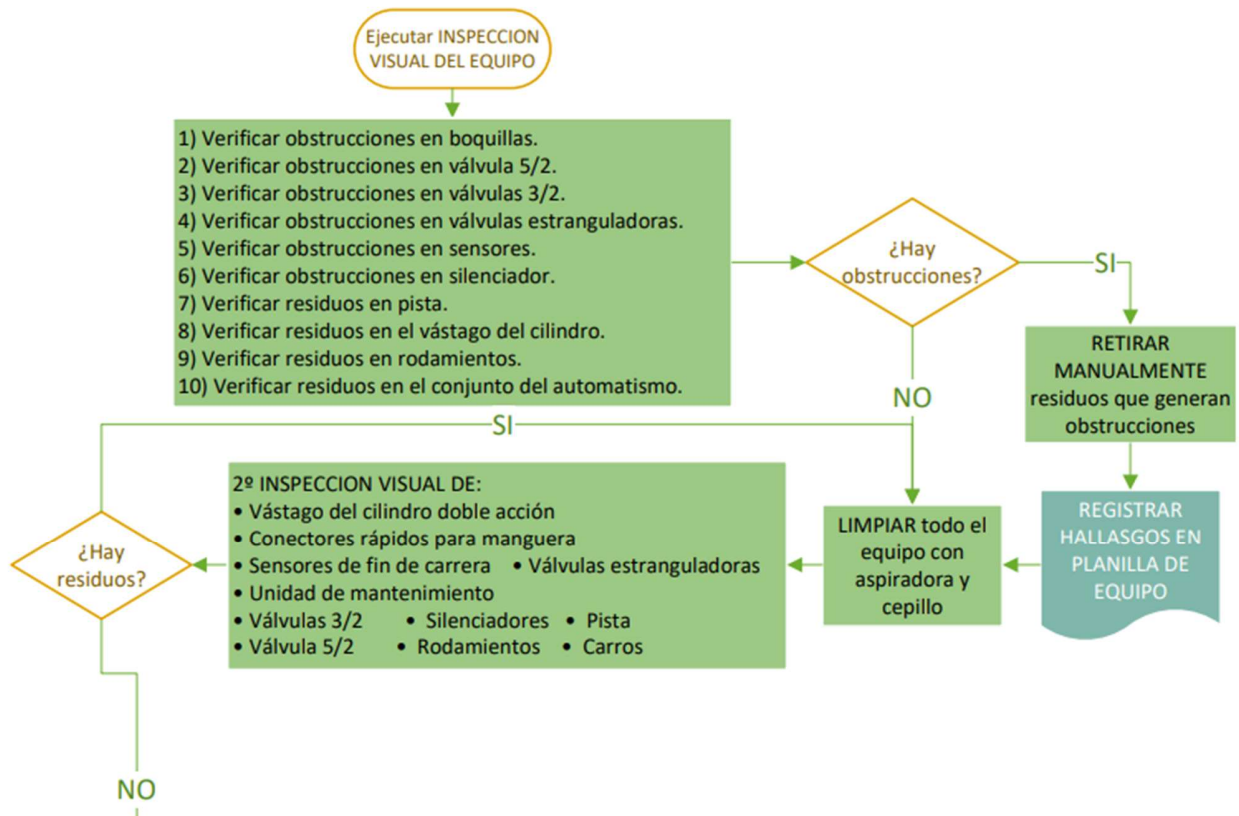 Ejecutar INSPECCION
VISUAL DEL EQUIPO
1) Verificar obstrucciones en boquillas.
2) Verificar obstrucciones en válvula 5/2.
3) Verificar obstrucciones en válvulas 3/2.
4) Verificar obstrucciones en válvulas estranguladoras.
5) Verificar obstrucciones en sensores.
6) Verificar obstrucciones en silenciador.
7) Verificar residuos en pista.
8) Verificar residuos en el vástago del cilindro.
9) Verificar residuos en rodamientos.
10) Verificar residuos en el conjunto del automatismo.
¿Hay
obstrucciones?
SI
NO
RETIRAR
MANUALMENTE
residuos que generan
obstrucciones
REGISTRAR
HALLASGOS EN
PLANILLA DE
EQUIPO
LIMPIAR todo el
equipo con
aspiradora y
cepillo
2º INSPECCION VISUAL DE:
• Vástago del cilindro doble acción
• Conectores rápidos para manguera
• Sensores de fin de carrera • Válvulas estranguladoras
• Unidad de mantenimiento
• Válvulas 3/2 • Silenciadores • Pista
• Válvula 5/2 • Rodamientos • Carros
¿Hay
residuos?
SI
NO